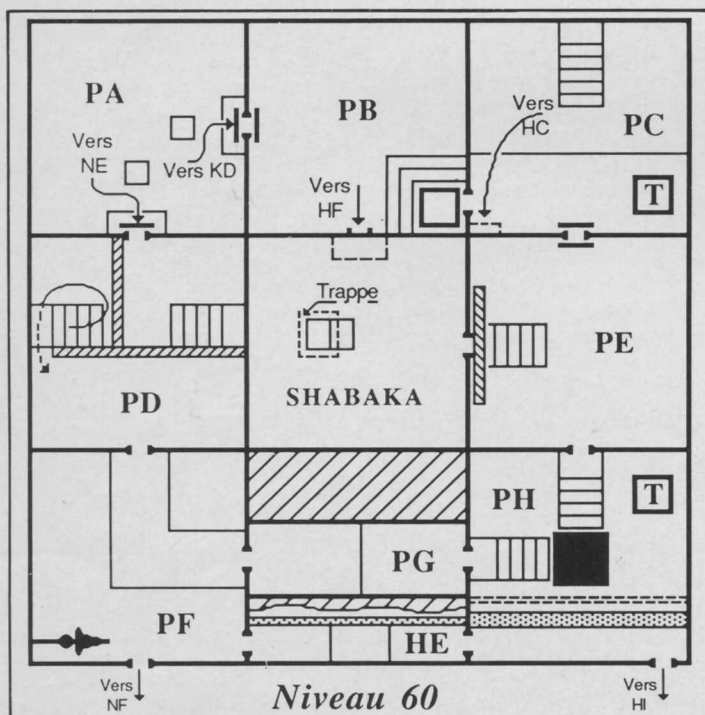 PA
PB
PC
Vers
HC
Vers
NE
Vers KD
Vers
HF
T
Trappe
PE
SHABAKA
PD
PH
T
PG
PF
HE
Vers
NF
Niveau 60
Vers
HI